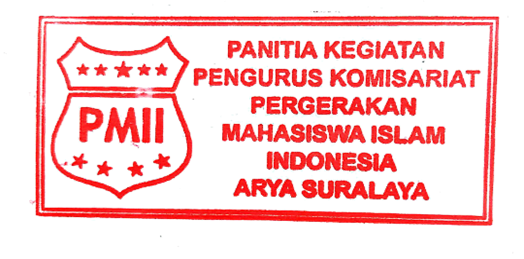 PMII
PANITIA KEGIATAN
PENGURUS KOMISARIAT
PERGERAKAN
MAHASISWA ISLAM
INDONESIA
ARYA SURALAYA